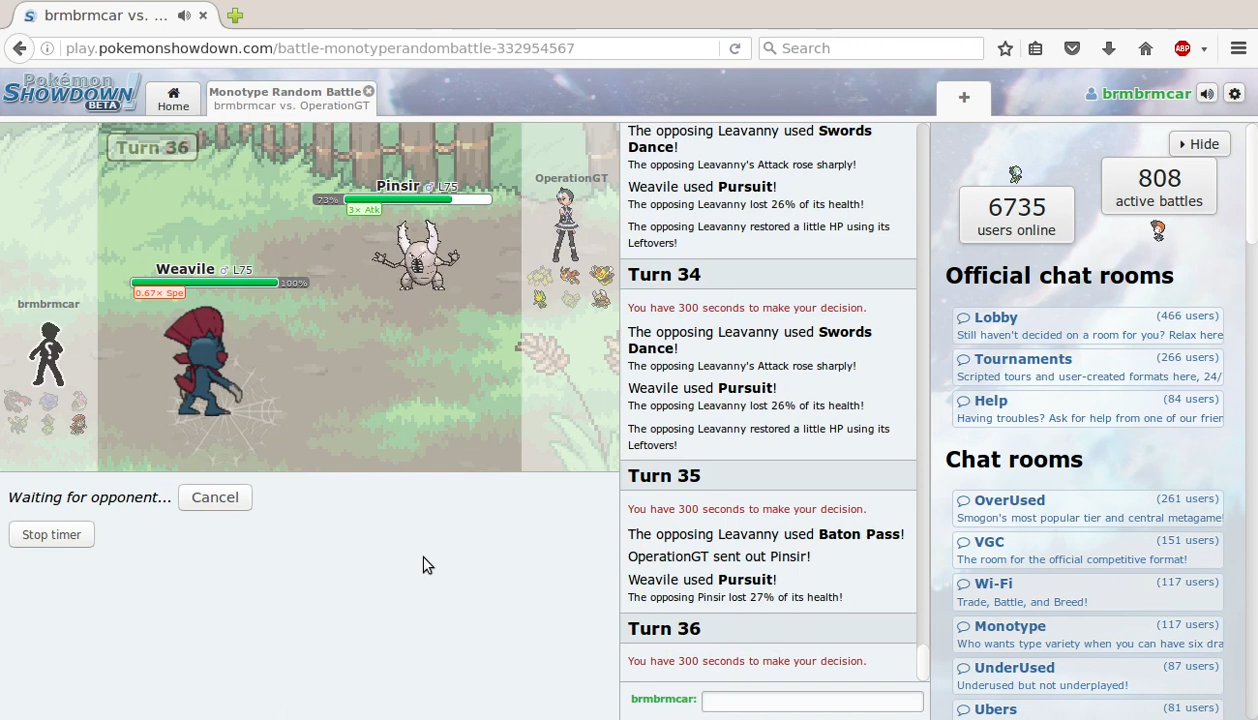 brmbrmcar vs. ...
play.pokemonshowdown.com/battle-monotyperandombattle-332954567
Search
ABP
Pokémon
SHOWDOWN!
BETA
Home
Monotype Random Battle
brmbrmcar vs. OperationGT
+
brmbrmcar
Turn 36
Pinsir ♂ L75
73%
3× Atk
OperationGT
Weavile ♂ L75
100%
0.67× Spe
brmbrmcar
Waiting for opponent... Cancel
Stop timer
The opposing Leavanny used Swords
Dance!
The opposing Leavanny's Attack rose sharply!
Weavile used Pursuit!
The opposing Leavanny lost 26% of its health!
The opposing Leavanny restored a little HP using its
Leftovers!
Turn 34
You have 300 seconds to make your decision.
The opposing Leavanny used Swords
Dance!
The opposing Leavanny's Attack rose sharply!
Weavile used Pursuit!
The opposing Leavanny lost 26% of its health!
The opposing Leavanny restored a little HP using its
Leftovers!
Turn 35
You have 300 seconds to make your decision.
The opposing Leavanny used Baton Pass!
OperationGT sent out Pinsir!
Weavile used Pursuit!
The opposing Pinsir lost 27% of its health!
Turn 36
You have 300 seconds to make your decision.
brmbrmcar:
Hide
6735
users online
808
active battles
Official chat rooms
Lobby (466 users)
Still haven't decided on a room for you? Relax here
Tournaments (266 users)
Scripted tours and user-created formats here, 24/
Help (84 users)
Having troubles? Ask for help from one of our frier
Chat rooms
OverUsed (261 users)
Smogon's most popular tier and central metagame!
VGC (151 users)
The room for the official competitive format!
Wi-Fi (117 users)
Trade, Battle, and Breed!
Monotype (117 users)
Who wants type variety when you can have six dra
UnderUsed (87 users)
Underused but not underplayed!
Ubers (81 users)